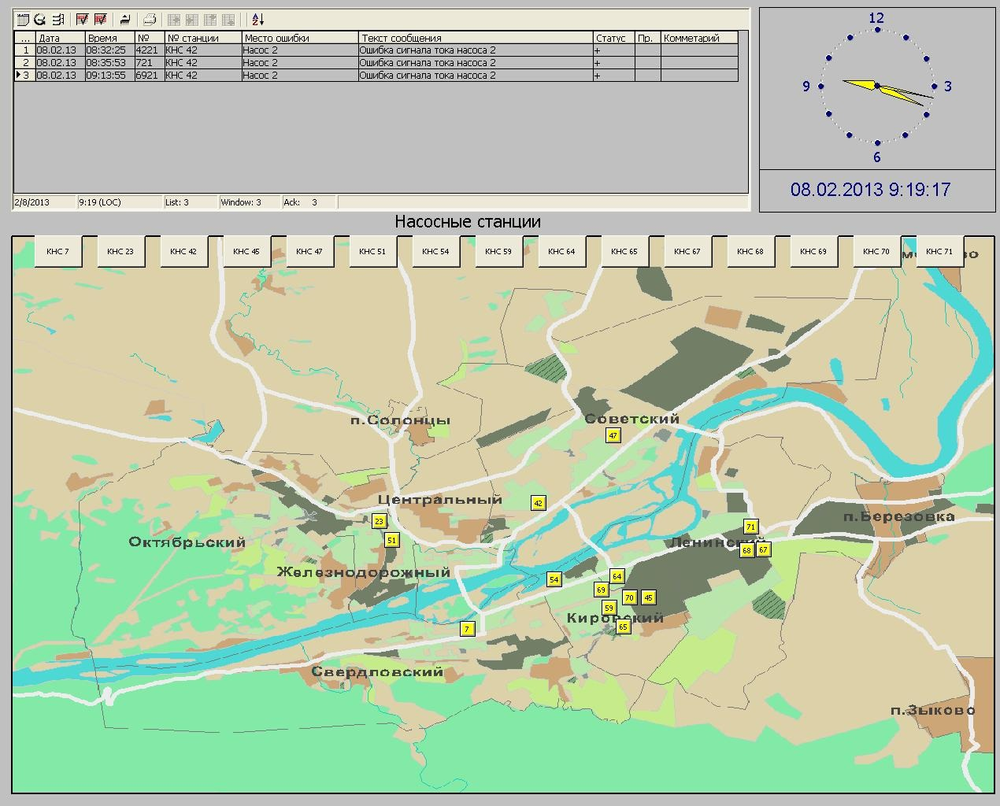 ... Дата Время № № станции Место ошибки Текст сообщения Статус Пр. Комметарий
1 08.02.13 08:32:25 4221 КНС 42 Насос 2 Ошибка сигнала тока насоса 2 +
2 08.02.13 08:35:53 721 КНС 42 Насос 2 Ошибка сигнала тока насоса 2 +
3 08.02.13 09:13:55 6921 КНС 42 Насос 2 Ошибка сигнала тока насоса 2 +
2/8/2013 9:19 (LOC) List: 3 Window: 3 Ack: 3
12
9 3
6
08.02.2013 9:19:17
Насосные станции
КНС 7 КНС 23 КНС 42 КНС 45 КНС 47 КНС 51 КНС 54 КНС 59 КНС 64 КНС 65 КНС 67 КНС 68 КНС 69 КНС 70 КНС 71
п.Солонцы
Советский
47
Центральный
42
23
51
Октябрьский
71
п.Березовка
Ленинский
68 67
Железнодорожный
54
64
69
70 45
59
Кировский
65
7
Свердловский
п.Зыково